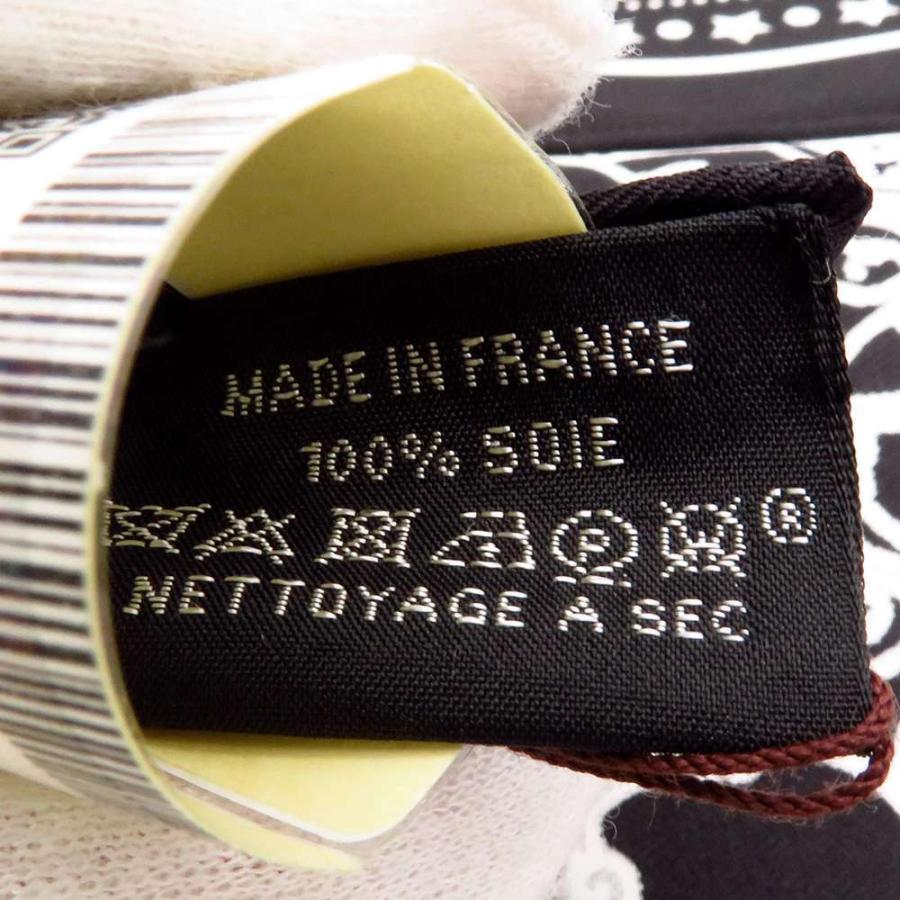 MADE IN FRANCE
100% SOIE
P W ®
NETTOYAGE A SEC